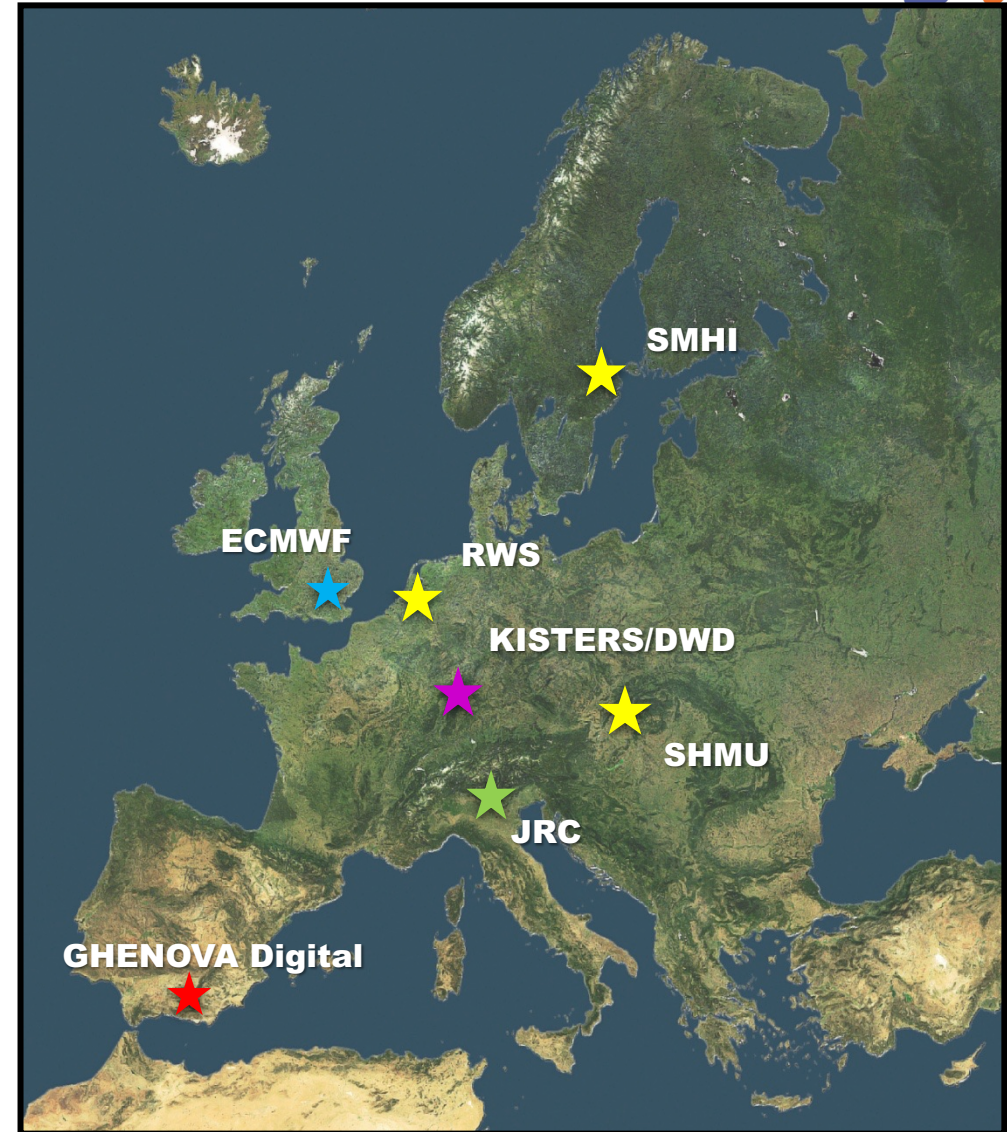 SMHI
ECMWF
RWS
KISTERS/DWD
SHMU
JRC
GHENOVA Digital